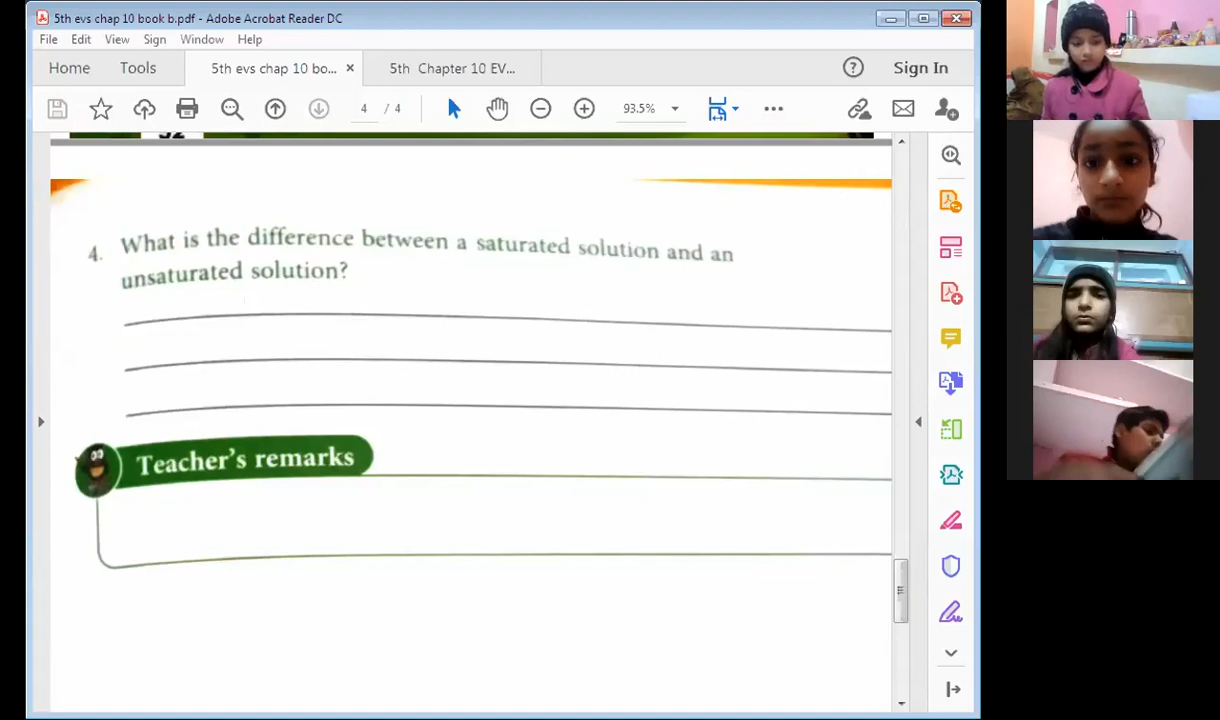 5th evs chap 10 book b.pdf - Adobe Acrobat Reader DC
File Edit View Sign Window Help
Home Tools 5th evs chap 10 bo... × 5th Chapter 10 EV... Sign In
4 / 4 93.5%
4. What is the difference between a saturated solution and an
unsaturated solution?
Teacher's remarks